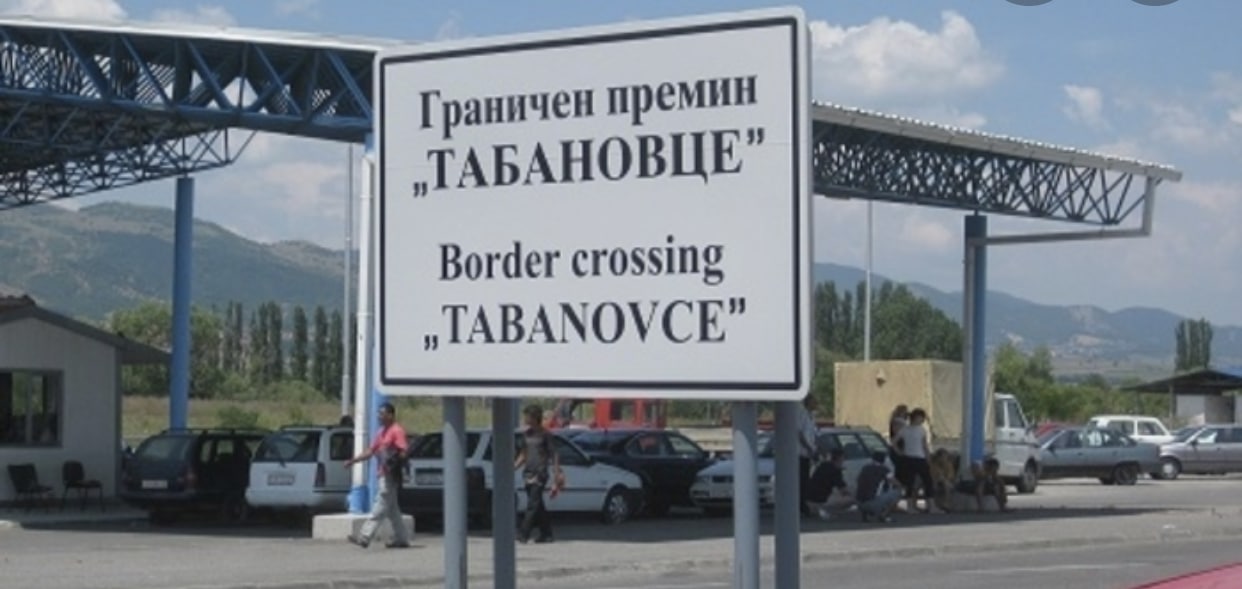 Граничен премин
„ТАБАНОВЦЕ”
Border crossing
„TABANOVCE”